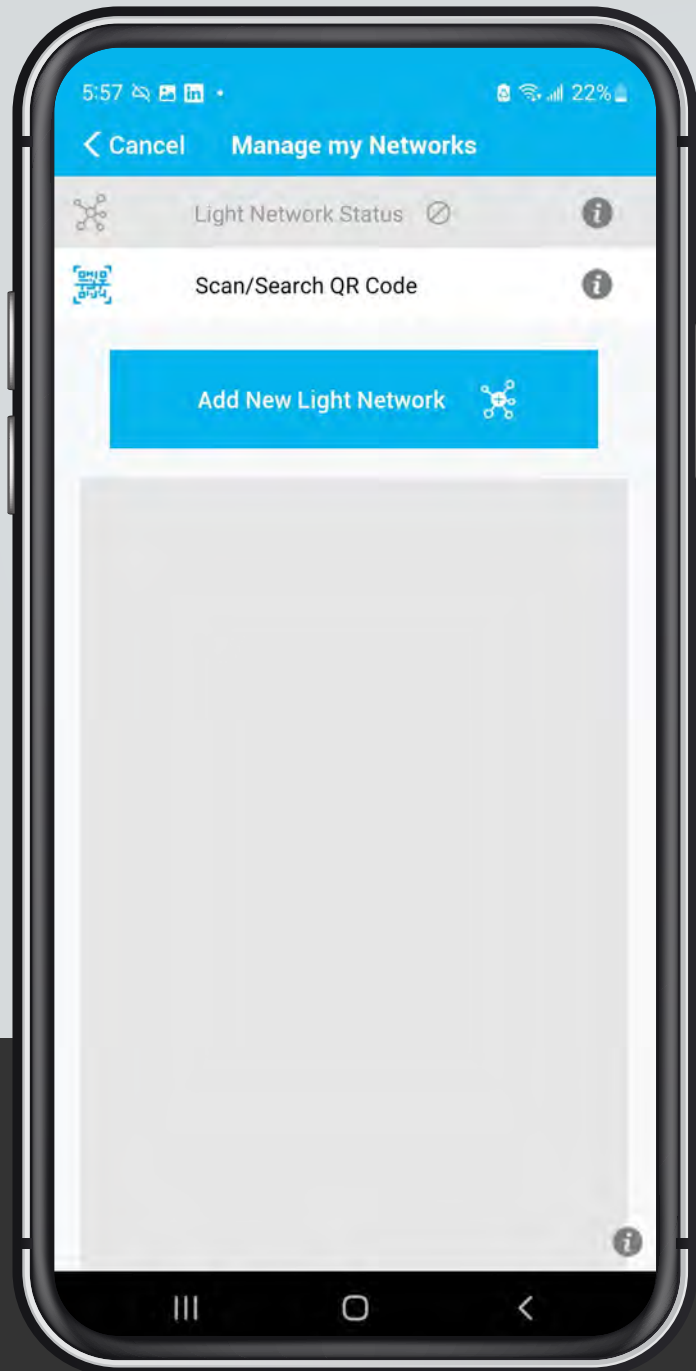 5:57 22%
Cancel Manage my Networks
Light Network Status
Scan/Search QR Code
Add New Light Network